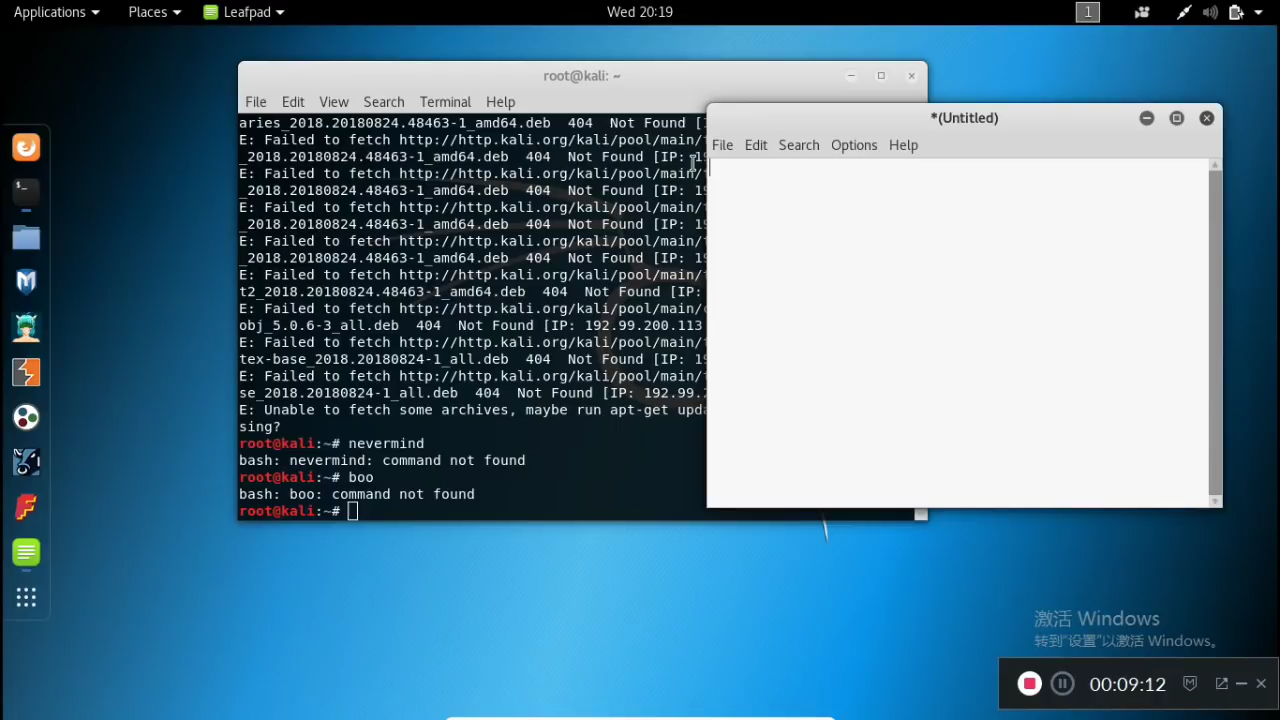 Applications Places Leafpad Wed 20:19 1
root@kali: ~
File Edit View Search Terminal Help
aries_2018.20180824.48463-1_amd64.deb 404 Not Found [
E: Failed to fetch http://http.kali.org/kali/pool/main/
_2018.20180824.48463-1_amd64.deb 404 Not Found [IP: 19
E: Failed to fetch http://http.kali.org/kali/pool/main/
_2018.20180824.48463-1_amd64.deb 404 Not Found [IP: 19
E: Failed to fetch http://http.kali.org/kali/pool/main/
_2018.20180824.48463-1_amd64.deb 404 Not Found [IP: 19
E: Failed to fetch http://http.kali.org/kali/pool/main/
_2018.20180824.48463-1_amd64.deb 404 Not Found [IP: 19
E: Failed to fetch http://http.kali.org/kali/pool/main/
t2_2018.20180824.48463-1_amd64.deb 404 Not Found [IP:
E: Failed to fetch http://http.kali.org/kali/pool/main/
obj_5.0.6-3_all.deb 404 Not Found [IP: 192.99.200.113
E: Failed to fetch http://http.kali.org/kali/pool/main/
tex-base_2018.20180824-1_all.deb 404 Not Found [IP: 19
E: Failed to fetch http://http.kali.org/kali/pool/main/
se_2018.20180824-1_all.deb 404 Not Found [IP: 192.99.
E: Unable to fetch some archives, maybe run apt-get upda
sing?
root@kali:~# nevermind
bash: nevermind: command not found
root@kali:~# boo
bash: boo: command not found
root@kali:~#
*(Untitled)
File Edit Search Options Help
激活 Windows
转到"设置"以激活 Windows。
00:09:12